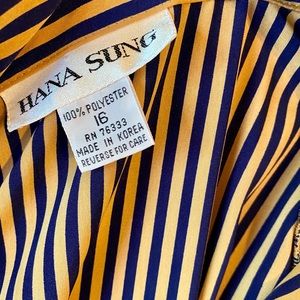 HANA SUNG
100% POLYESTER
16
RN 76333
MADE IN KOREA
REVERSE FOR CARE